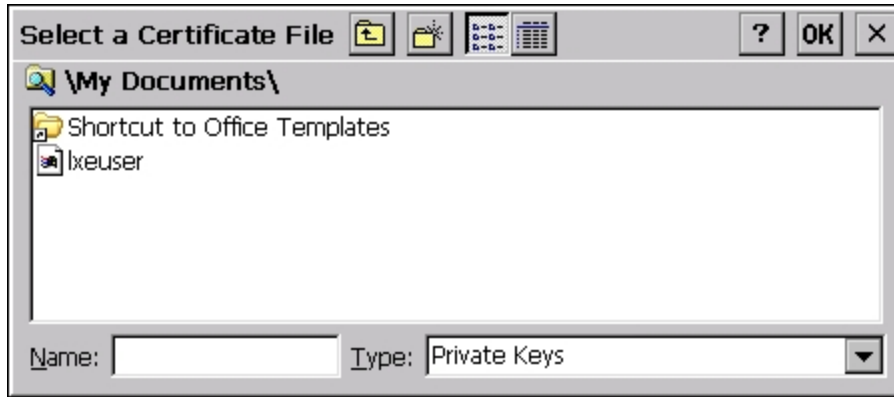 Select a Certificate File ? OK ×
\My Documents\
Shortcut to Office Templates
lxeuser
Name: Type: Private Keys